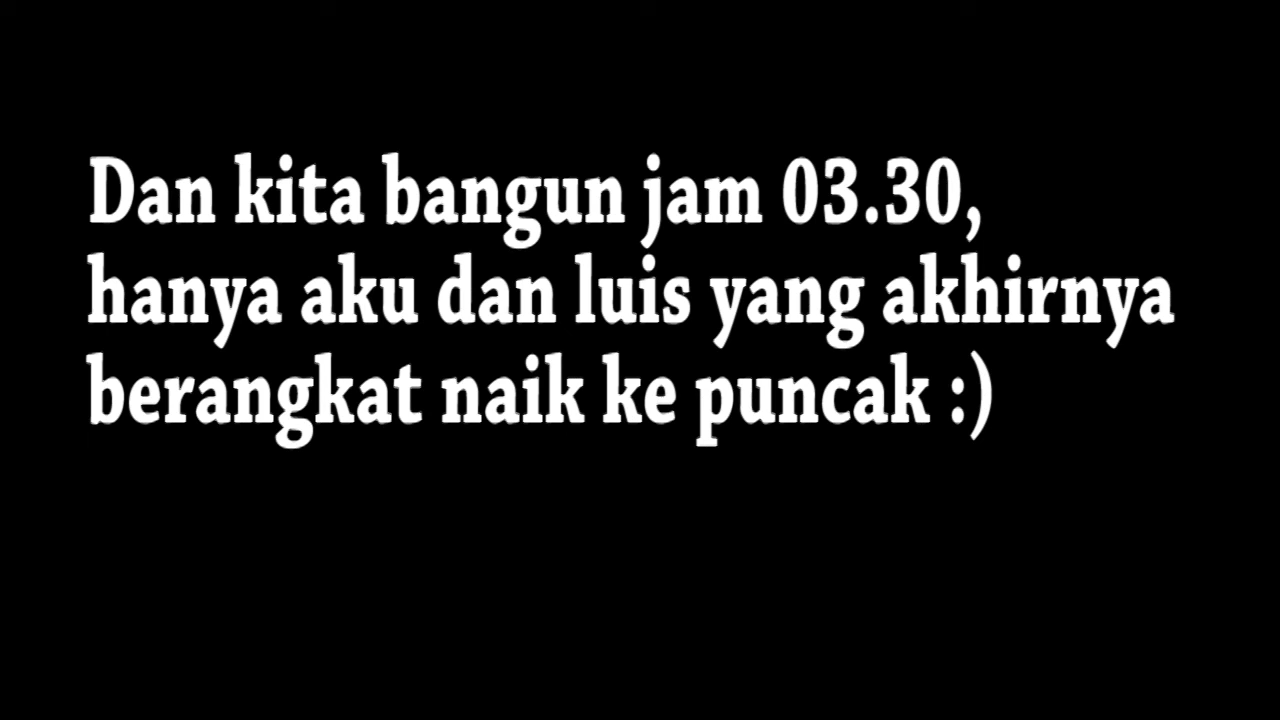 Dan kita bangun jam 03.30,
hanya aku dan luis yang akhirnya
berangkat naik ke puncak :)